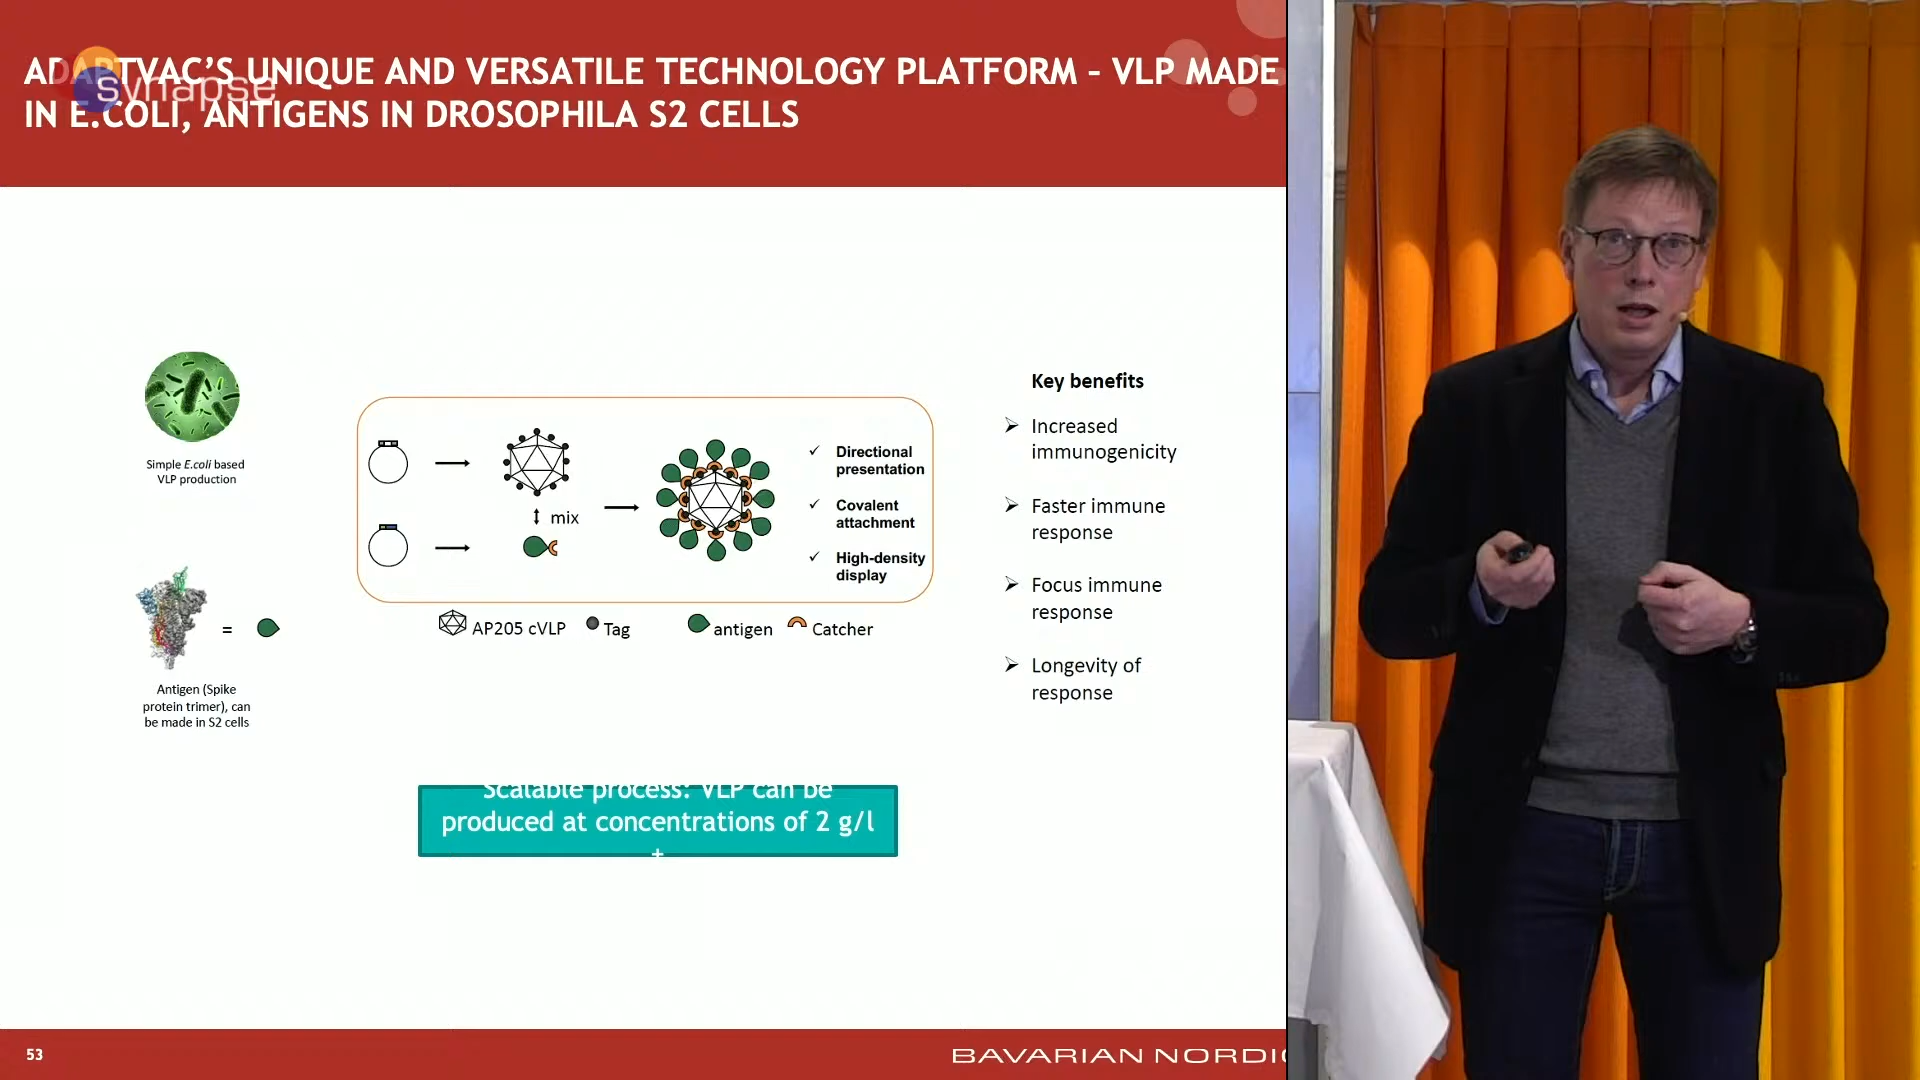 ADAPTVAC'S UNIQUE AND VERSATILE TECHNOLOGY PLATFORM – VLP MADE
IN E.COLI, ANTIGENS IN DROSOPHILA S2 CELLS
synapse
Simple E.coli based
VLP production
Antigen (Spike
protein trimer), can
be made in S2 cells
=
mix
✓ Directional
presentation
✓ Covalent
attachment
✓ High-density
display
AP205 cVLP
Tag
antigen
Catcher
Key benefits
➢ Increased
immunogenicity
➢ Faster immune
response
➢ Focus immune
response
➢ Longevity of
response
Scalable process: VLP can be
produced at concentrations of 2 g/l
+
53
BAVARIAN NORDIC